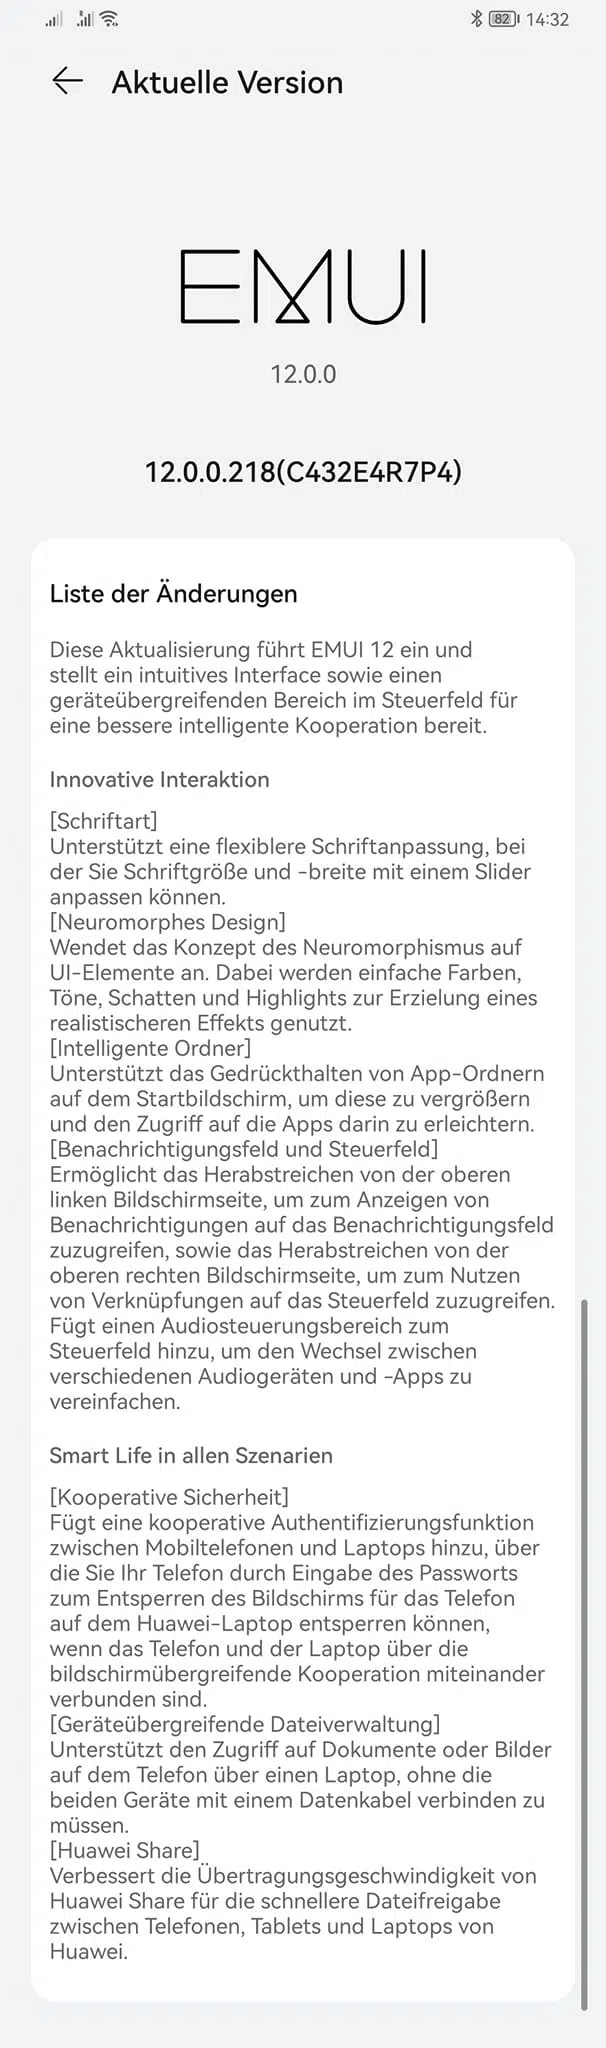 82 14:32
Aktuelle Version
EMUI
12.0.0
12.0.0.218(C432E4R7P4)
Liste der Änderungen
Diese Aktualisierung führt EMUI 12 ein und
stellt ein intuitives Interface sowie einen
geräteübergreifenden Bereich im Steuerfeld für
eine bessere intelligente Kooperation bereit.
Innovative Interaktion
[Schriftart]
Unterstützt eine flexiblere Schriftanpassung, bei
der Sie Schriftgröße und -breite mit einem Slider
anpassen können.
[Neuromorphes Design]
Wendet das Konzept des Neuromorphismus auf
UI-Elemente an. Dabei werden einfache Farben,
Töne, Schatten und Highlights zur Erzielung eines
realistischeren Effekts genutzt.
[Intelligente Ordner]
Unterstützt das Gedrückthalten von App-Ordnern
auf dem Startbildschirm, um diese zu vergrößern
und den Zugriff auf die Apps darin zu erleichtern.
[Benachrichtigungsfeld und Steuerfeld]
Ermöglicht das Herabstreichen von der oberen
linken Bildschirmseite, um zum Anzeigen von
Benachrichtigungen auf das Benachrichtigungsfeld
zuzugreifen, sowie das Herabstreichen von der
oberen rechten Bildschirmseite, um zum Nutzen
von Verknüpfungen auf das Steuerfeld zuzugreifen.
Fügt einen Audiosteuerungsbereich zum
Steuerfeld hinzu, um den Wechsel zwischen
verschiedenen Audiogeräten und -Apps zu
vereinfachen.
Smart Life in allen Szenarien
[Kooperative Sicherheit]
Fügt eine kooperative Authentifizierungsfunktion
zwischen Mobiltelefonen und Laptops hinzu, über
die Sie Ihr Telefon durch Eingabe des Passworts
zum Entsperren des Bildschirms für das Telefon
auf dem Huawei-Laptop entsperren können,
wenn das Telefon und der Laptop über die
bildschirmübergreifende Kooperation miteinander
verbunden sind.
[Geräteübergreifende Dateiverwaltung]
Unterstützt den Zugriff auf Dokumente oder Bilder
auf dem Telefon über einen Laptop, ohne die
beiden Geräte mit einem Datenkabel verbinden zu
müssen.
[Huawei Share]
Verbessert die Übertragungsgeschwindigkeit von
Huawei Share für die schnellere Dateifreigabe
zwischen Telefonen, Tablets und Laptops von
Huawei.